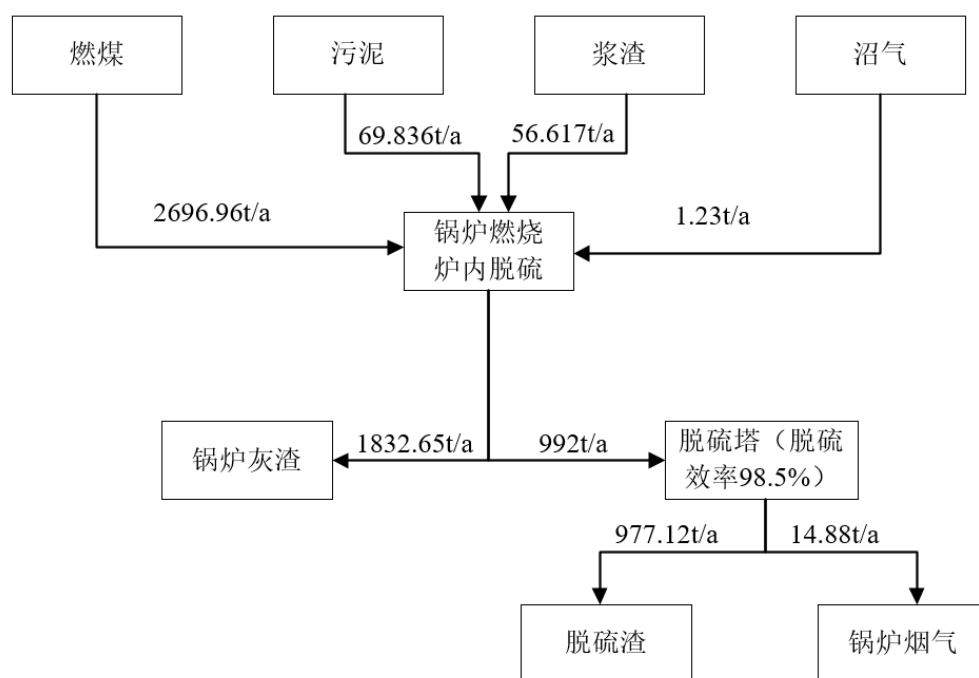 燃煤
污泥
浆渣
沼气
69.836t/a
56.617t/a
2696.96t/a
1.23t/a
锅炉燃烧
炉内脱硫
锅炉灰渣
1832.65t/a
992t/a
脱硫塔（脱硫
效率98.5%）
977.12t/a
14.88t/a
脱硫渣
锅炉烟气